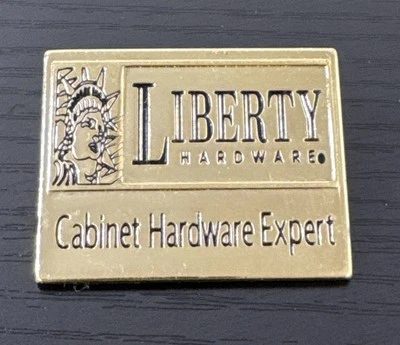 LIBERTY
HARDWARE®
Cabinet Hardware Expert